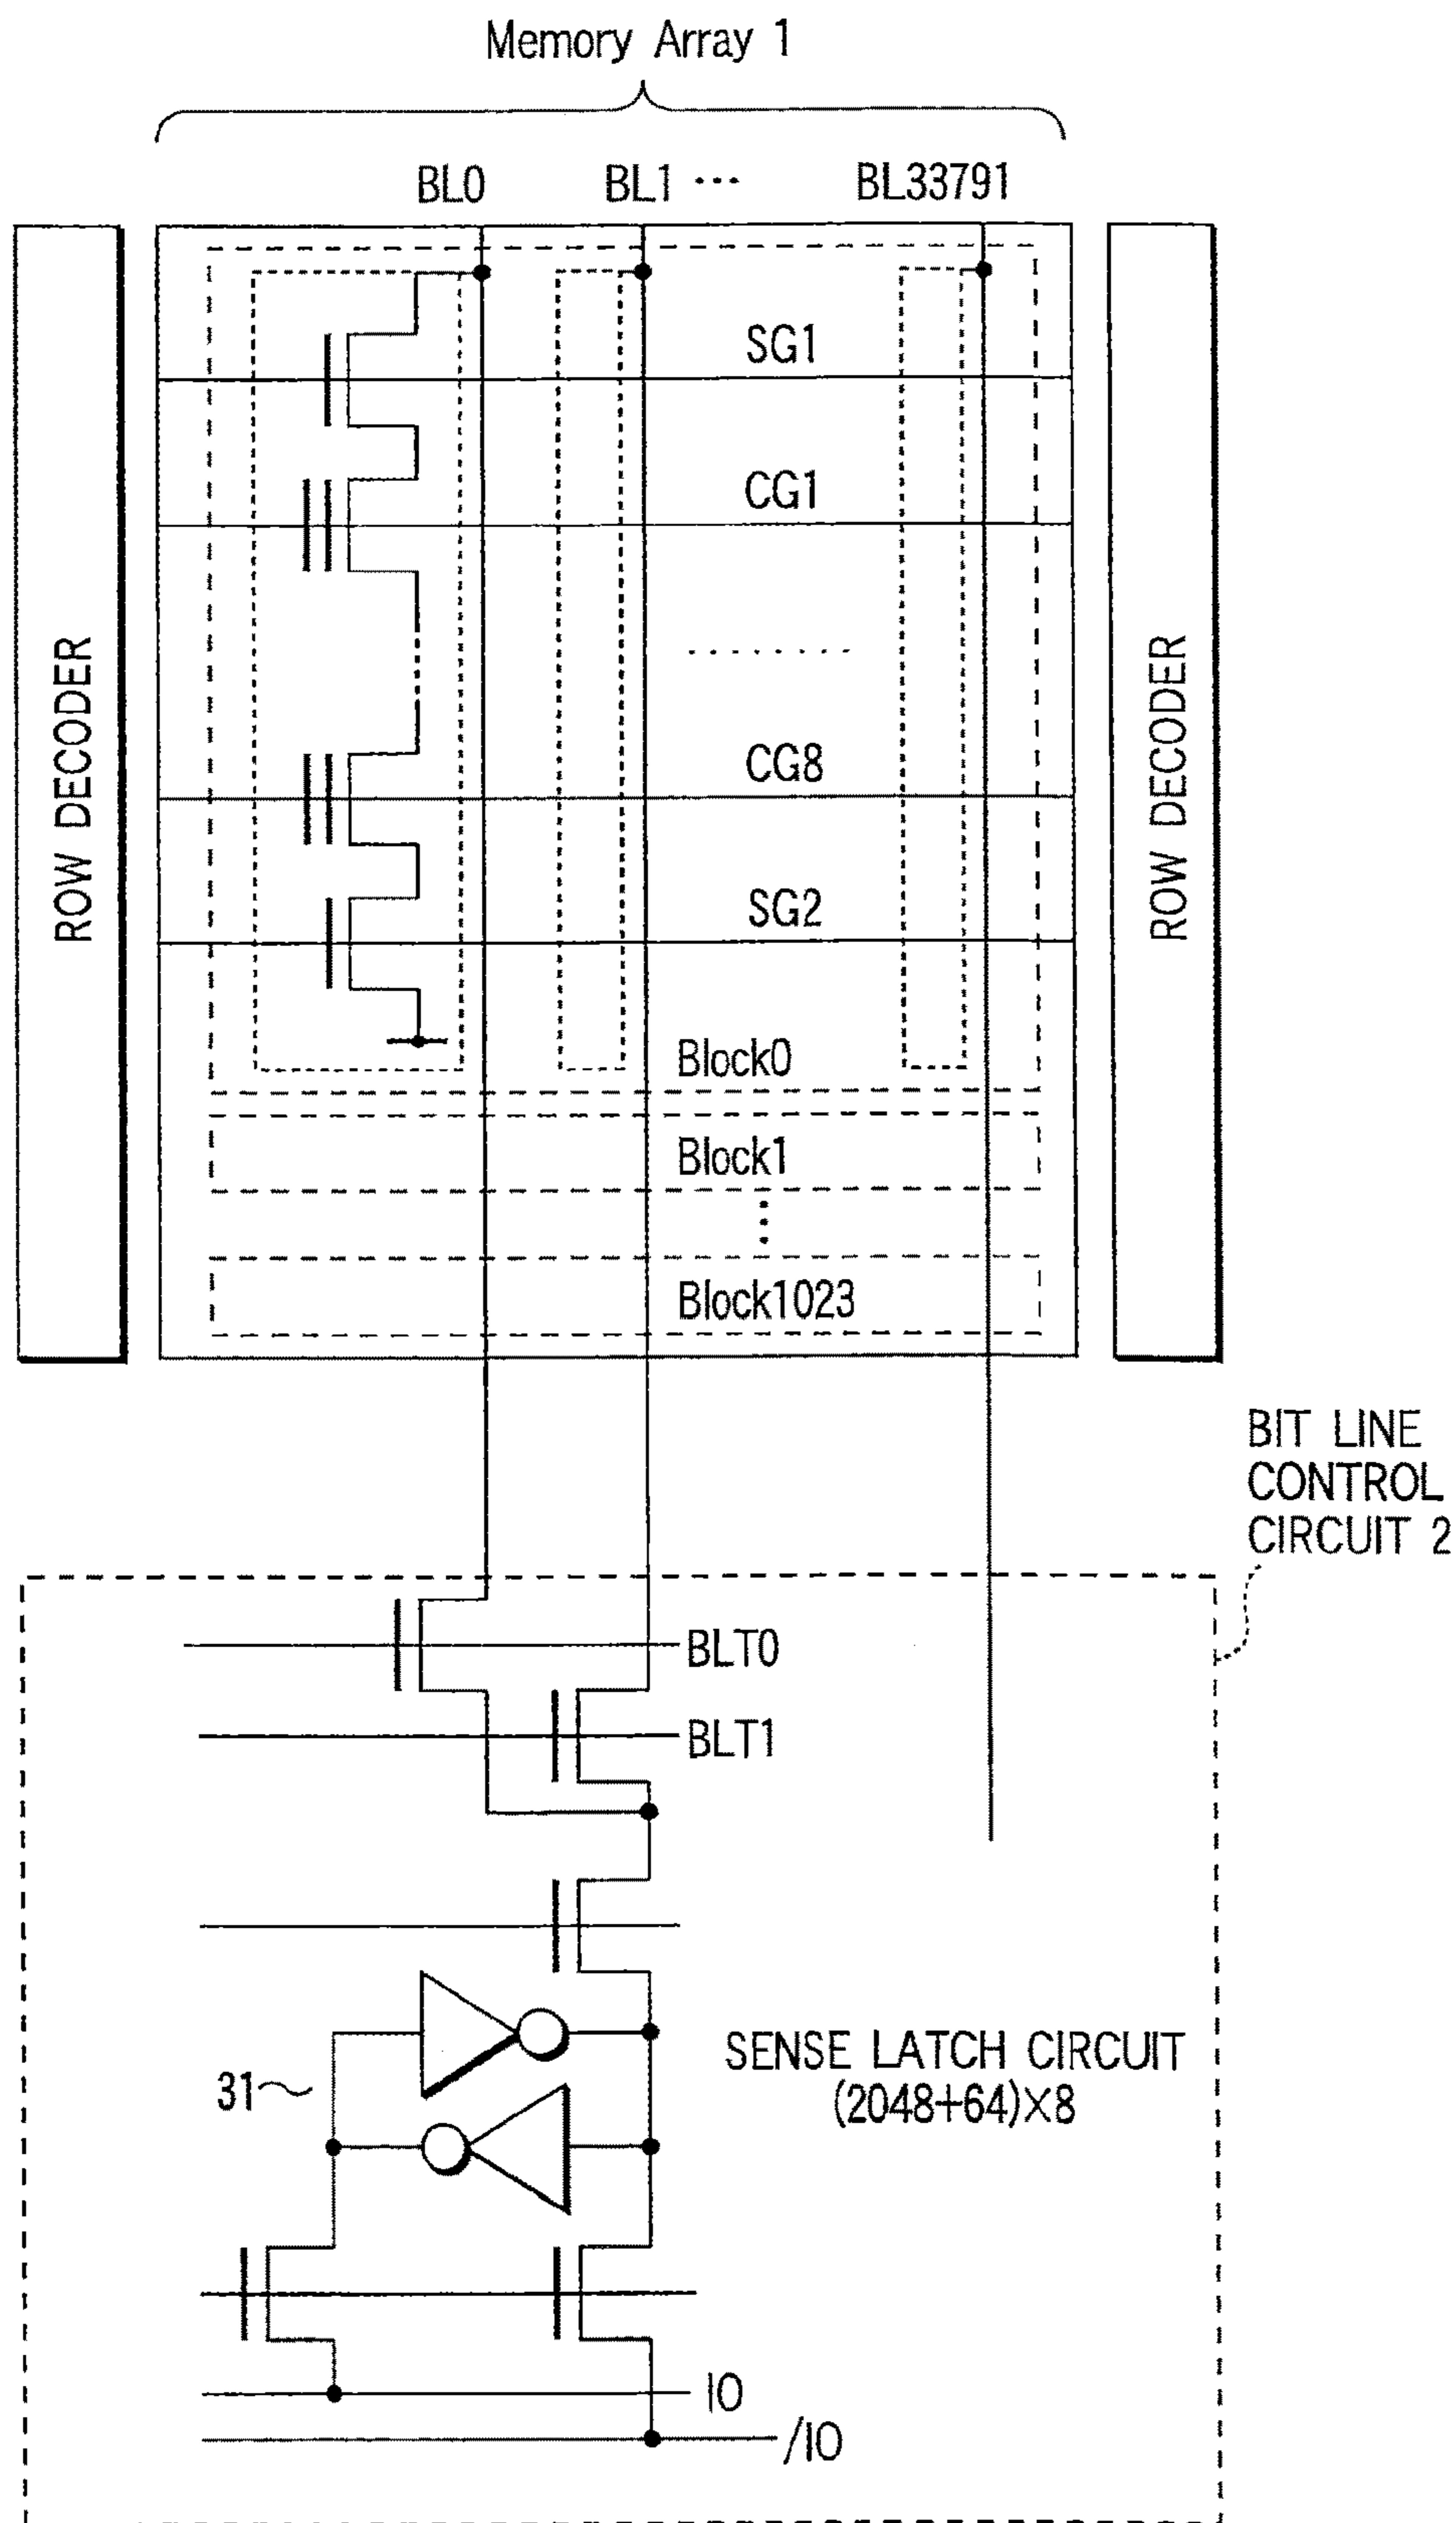 Memory Array 1
BL0 BL1 ··· BL33791
SG1
CG1
·········
CG8
SG2
Block0
Block1
⋮
Block1023
ROW DECODER
ROW DECODER
BIT LINE
CONTROL
CIRCUIT 2
BLT0
BLT1
SENSE LATCH CIRCUIT
(2048+64)×8
31
IO
/IO